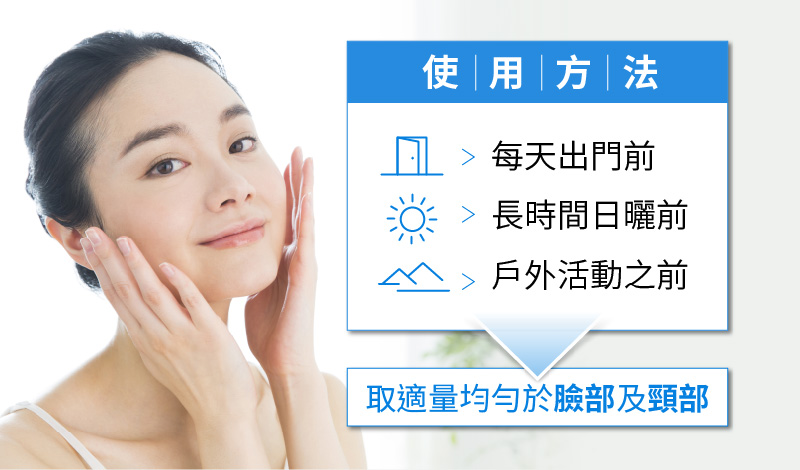 使用方法
每天出門前
長時間日曬前
戶外活動之前
取適量均勻於臉部及頸部